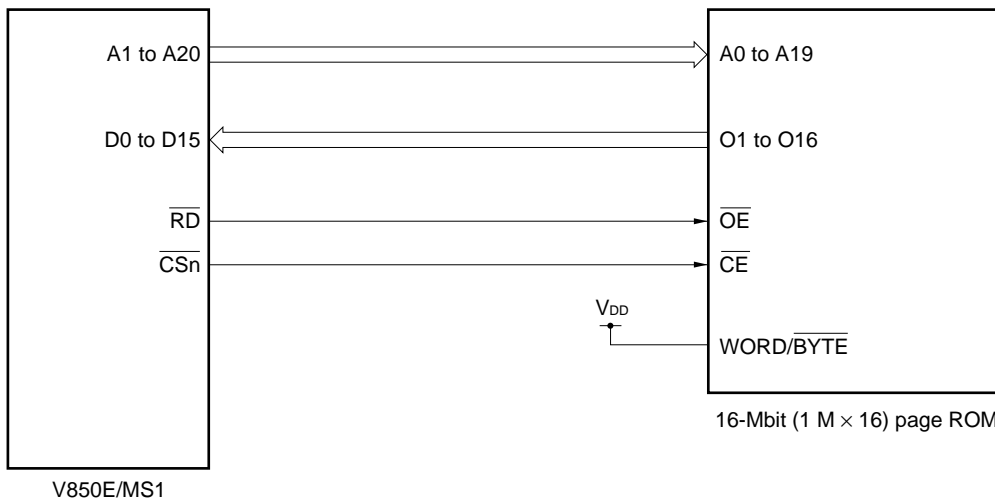 A1 to A20
A0 to A19
D0 to D15
O1 to O16
RD
OE
CSn
CE
VDD
WORD/BYTE
16-Mbit (1 M × 16) page ROM
V850E/MS1